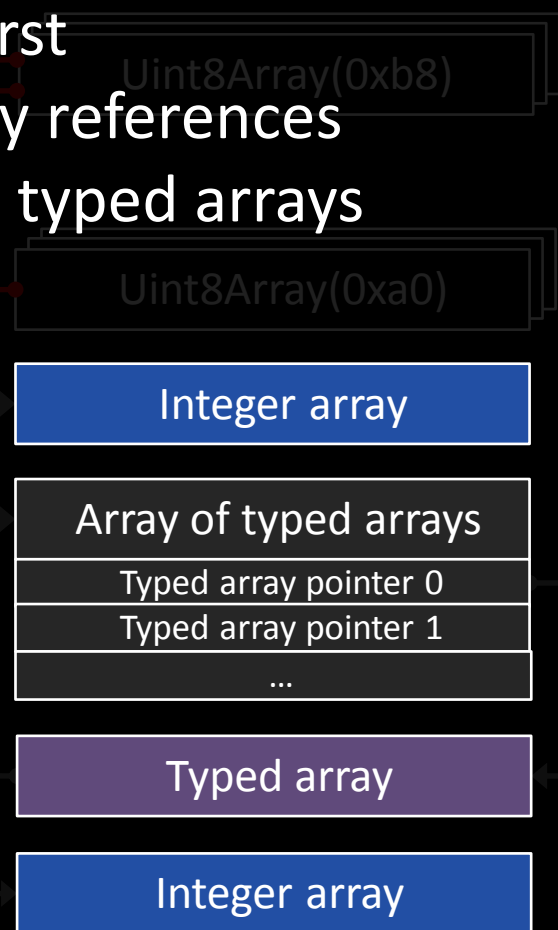 rst
Uint8Array(0xb8)
y references
typed arrays
Uint8Array(0xa0)
Integer array
Array of typed arrays
Typed array pointer 0
Typed array pointer 1
…
Typed array
Integer array